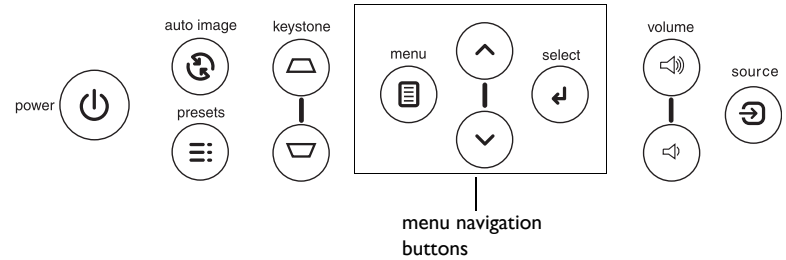 power
auto image
presets
keystone
menu
select
volume
source
menu navigation
buttons